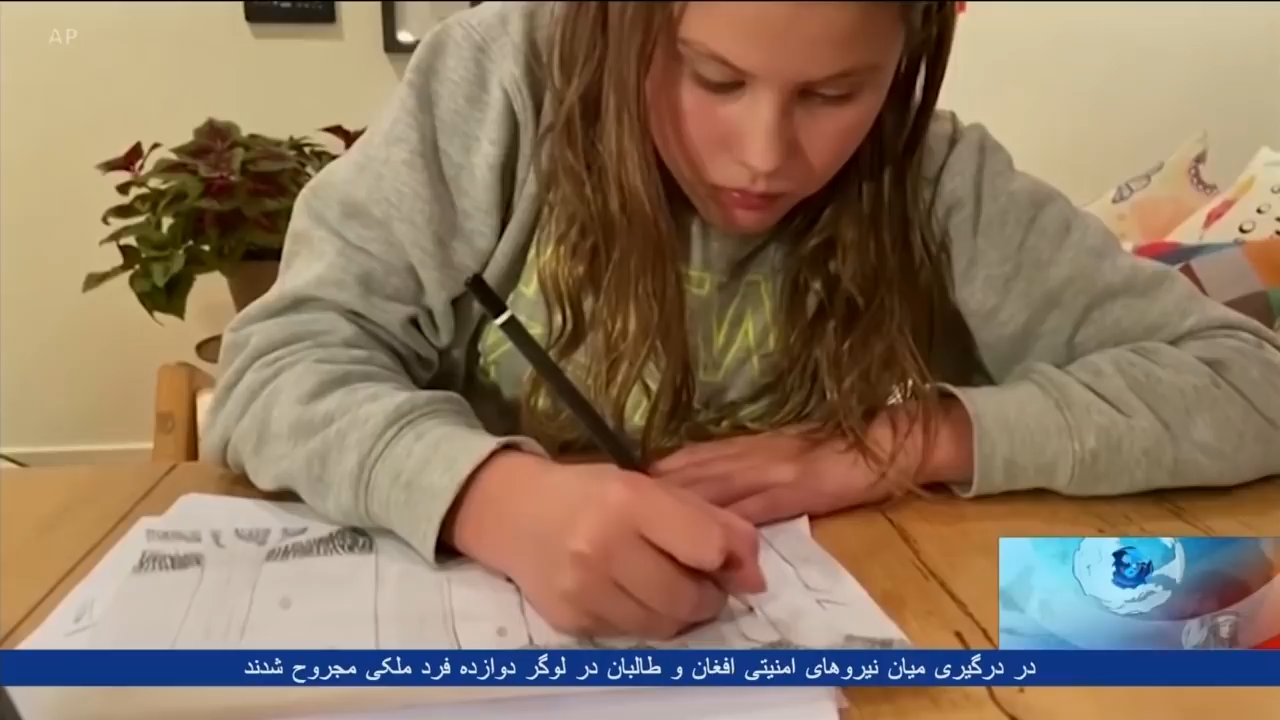 AP
در درگیری میان نیروهای امنیتی افغان و طالبان در لوگر دوازده فرد ملکی مجروح شدند